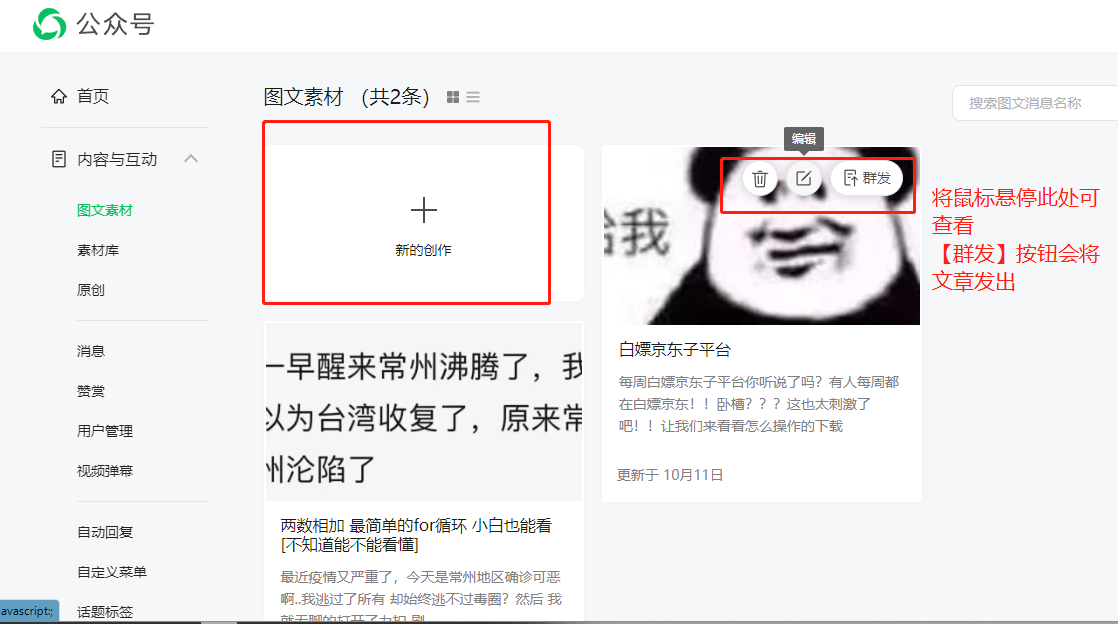 公众号
首页
内容与互动
图文素材
素材库
原创
消息
赞赏
用户管理
视频弹幕
自动回复
自定义菜单
话题标签
avascript:;
图文素材 (共2条)
搜索图文消息名称
新的创作
编辑
群发
给我
将鼠标悬停此处可
查看
【群发】按钮会将
文章发出
白嫖京东子平台
每周白嫖京东子平台你听说了吗？有人每周都
在白嫖京东！！卧槽？？？这也太刺激了
吧！！让我们来看看怎么操作的下载
更新于 10月11日
一早醒来常州沸腾了，我
以为台湾收复了，原来常
州沦陷了
两数相加 最简单的for循环 小白也能看
[不知道能不能看懂]
最近疫情又严重了，今天是常州地区确诊可恶
啊..我逃过了所有 却始终逃不过毒圈？然后 我
就无聊的打开了力扣 刷